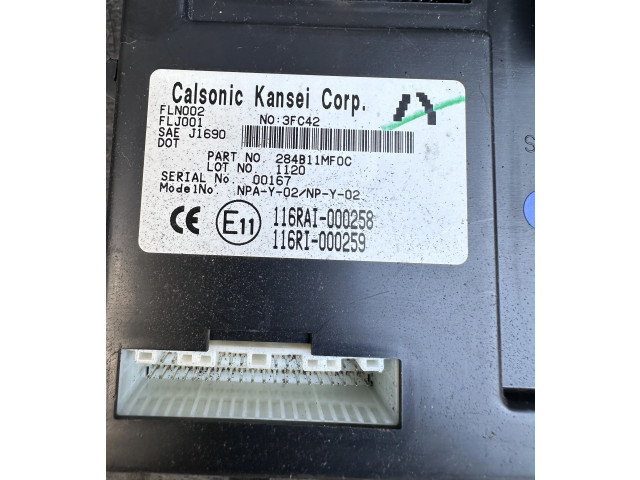 Calsonic Kansei Corp.
FLN002
FLJ001 NO:3FC42
SAE J1690
DOT
PART NO. 284B11MF0C
LOT NO. 1120
SERIAL No. 00167
ModelNo. NPA-Y-02/NP-Y-02
CE E11 116RAI-000258
116RI-000259
S